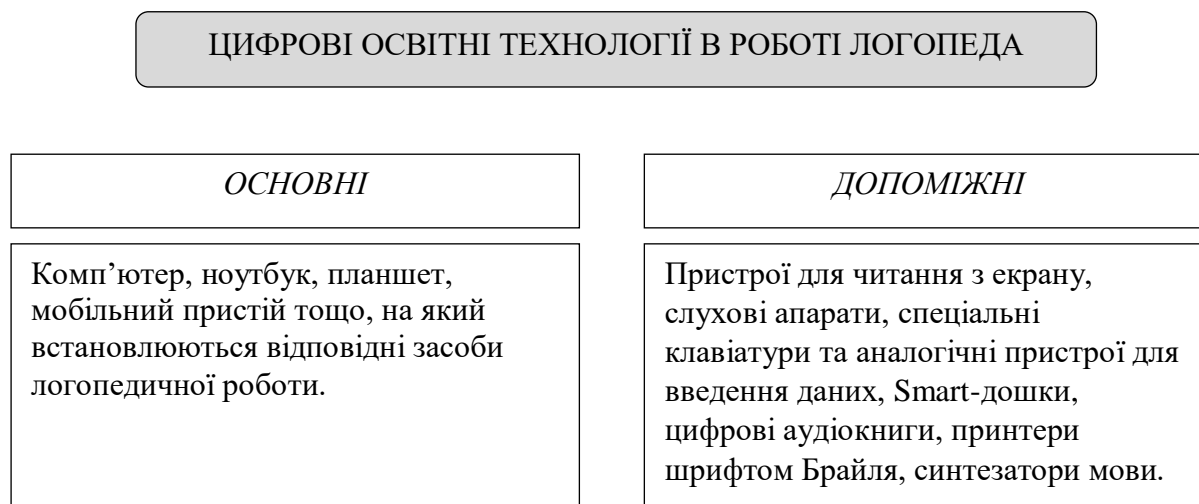 ЦИФРОВІ ОСВІТНІ ТЕХНОЛОГІЇ В РОБОТІ ЛОГОПЕДА
ОСНОВНІ
Комп’ютер, ноутбук, планшет,
мобільний пристій тощо, на який
встановлюються відповідні засоби
логопедичної роботи.
ДОПОМІЖНІ
Пристрої для читання з екрану,
слухові апарати, спеціальні
клавіатури та аналогічні пристрої для
введення даних, Smart-дошки,
цифрові аудіокниги, принтери
шрифтом Брайля, синтезатори мови.